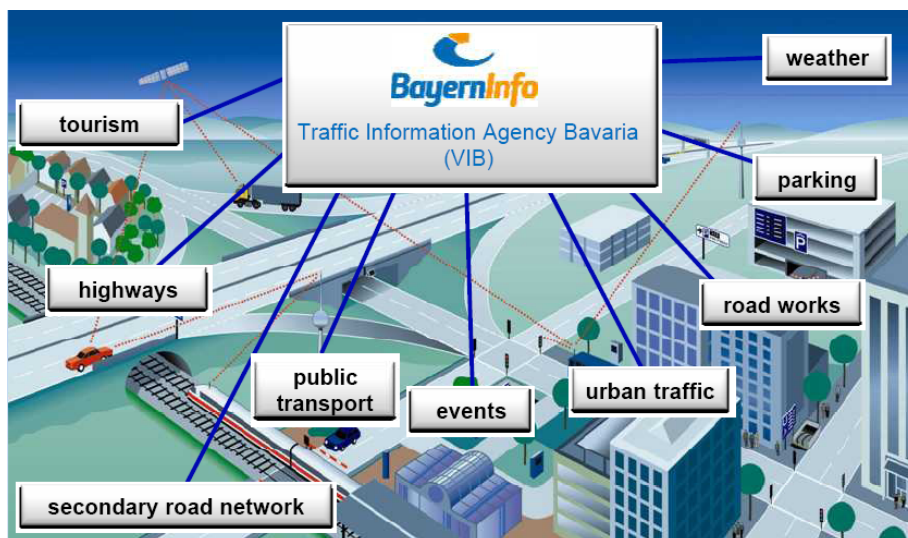 BayernInfo
Traffic Information Agency Bavaria
(VIB)
weather
tourism
parking
highways
road works
public
transport
events
urban traffic
secondary road network
P
P